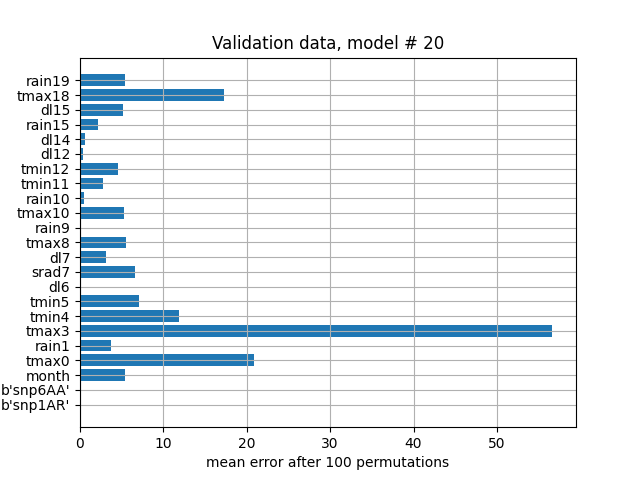 Validation data, model # 20
rain19
tmax18
dl15
rain15
dl14
dl12
tmin12
tmin11
rain10
tmax10
rain9
tmax8
dl7
srad7
dl6
tmin5
tmin4
tmax3
rain1
tmax0
month
b'snp6AA'
b'snp1AR'
0 10 20 30 40 50
mean error after 100 permutations